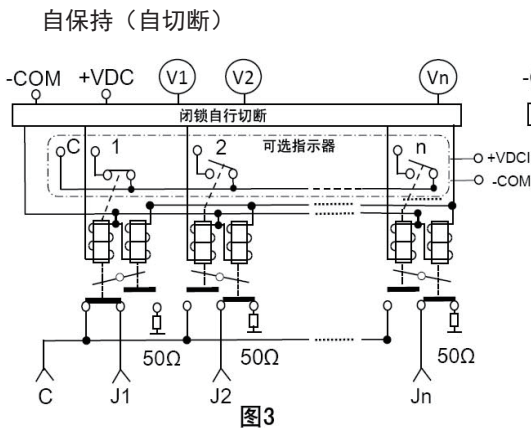 自保持（自切断）
-COM +VDC V1 V2 Vn
闭锁自行切断
C 1 2 可选指示器 n
+VDCI
-COM
50Ω 50Ω 50Ω
C J1 J2 Jn
图3